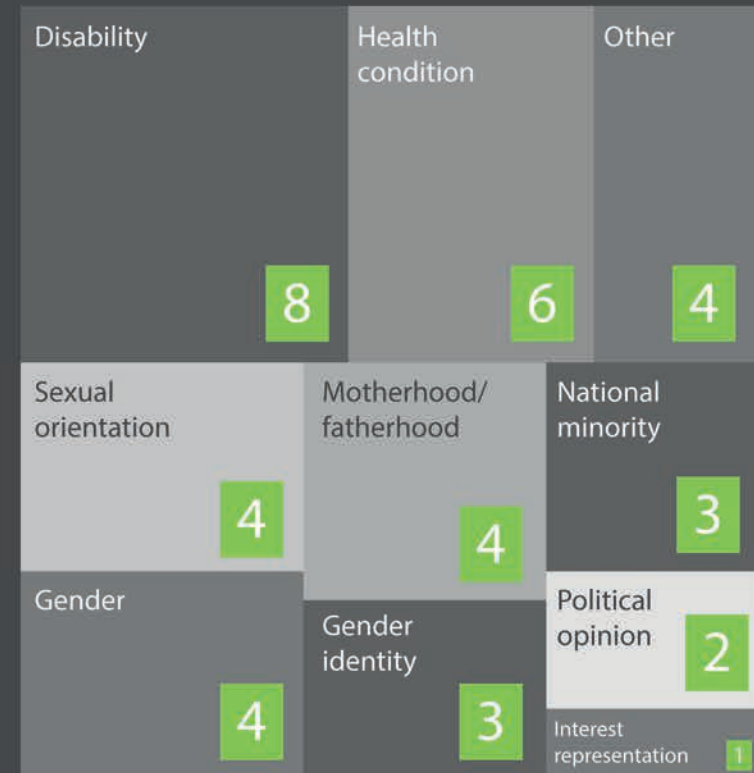 Disability
8
Health
condition
6
Other
4
Sexual
orientation
4
Motherhood/
fatherhood
4
National
minority
3
Gender
4
Gender
identity
3
Political
opinion
2
Interest
representation
1